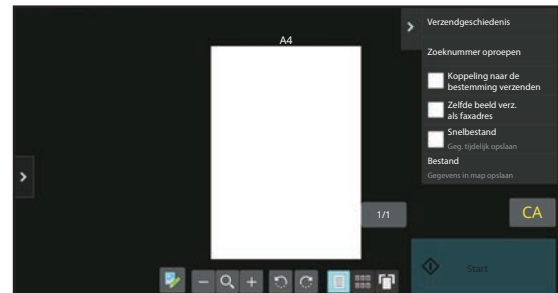 A4
Verzendgeschiedenis
Zoeknummer oproepen
Koppeling naar de
bestemming verzenden
Zelfde beeld verz.
als faxadres
Snelbestand
Geg. tijdelijk opslaan
Bestand
Gegevens in map opslaan
1/1
CA
Start